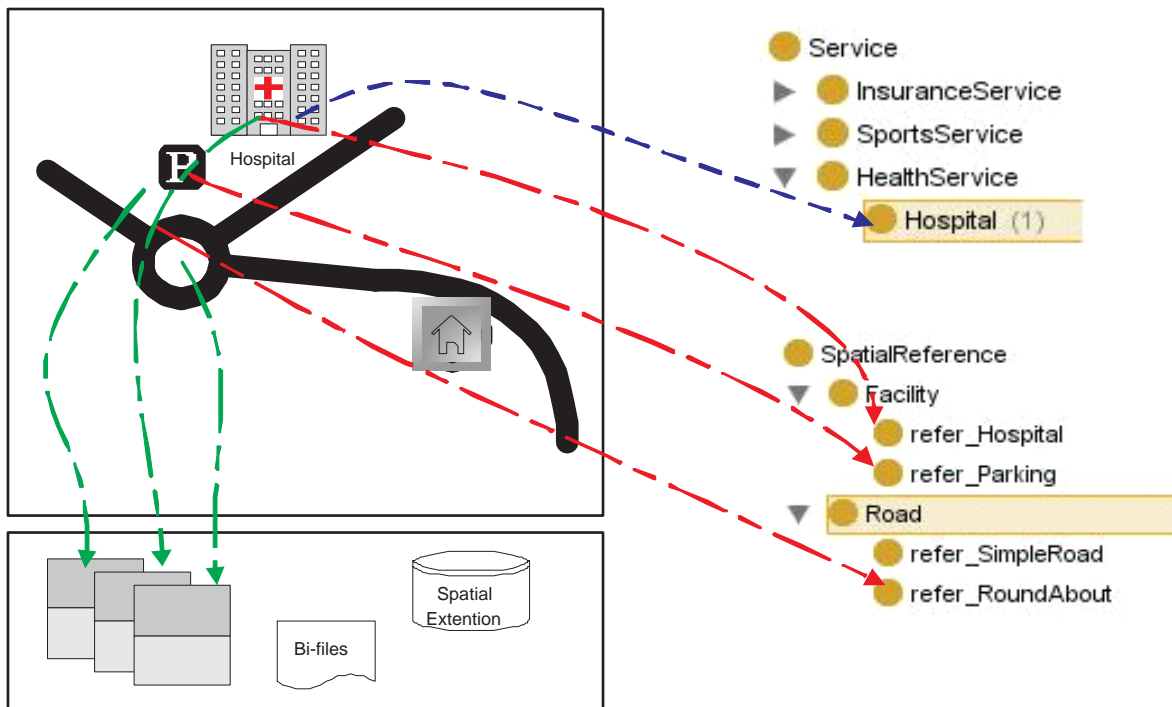 Hospital
P
Spatial
Extention
Bi-files
Service
InsuranceService
SportsService
HealthService
Hospital (1)
SpatialReference
Facility
refer_Hospital
refer_Parking
Road
refer_SimpleRoad
refer_RoundAbout